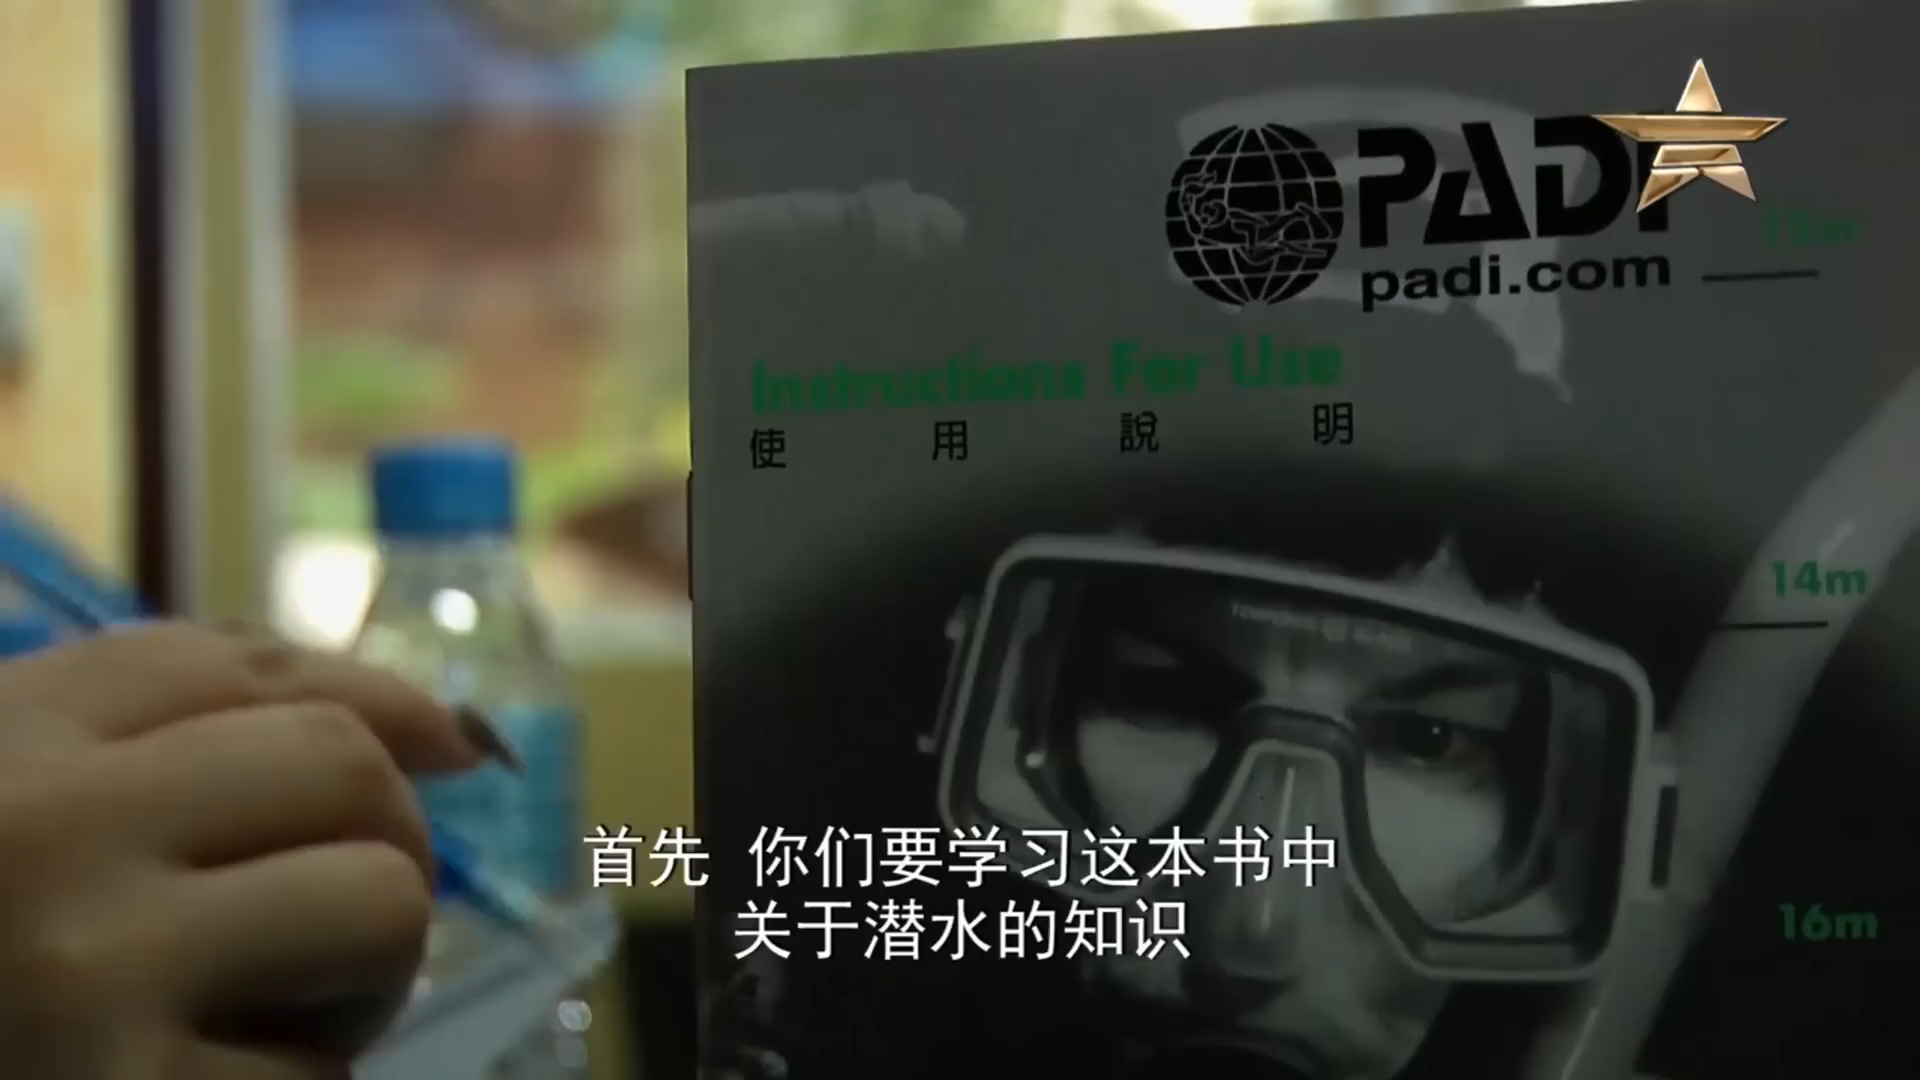 PADI
padi.com
Instructions For Use
使用說明
14m
16m
首先 你们要学习这本书中
关于潜水的知识